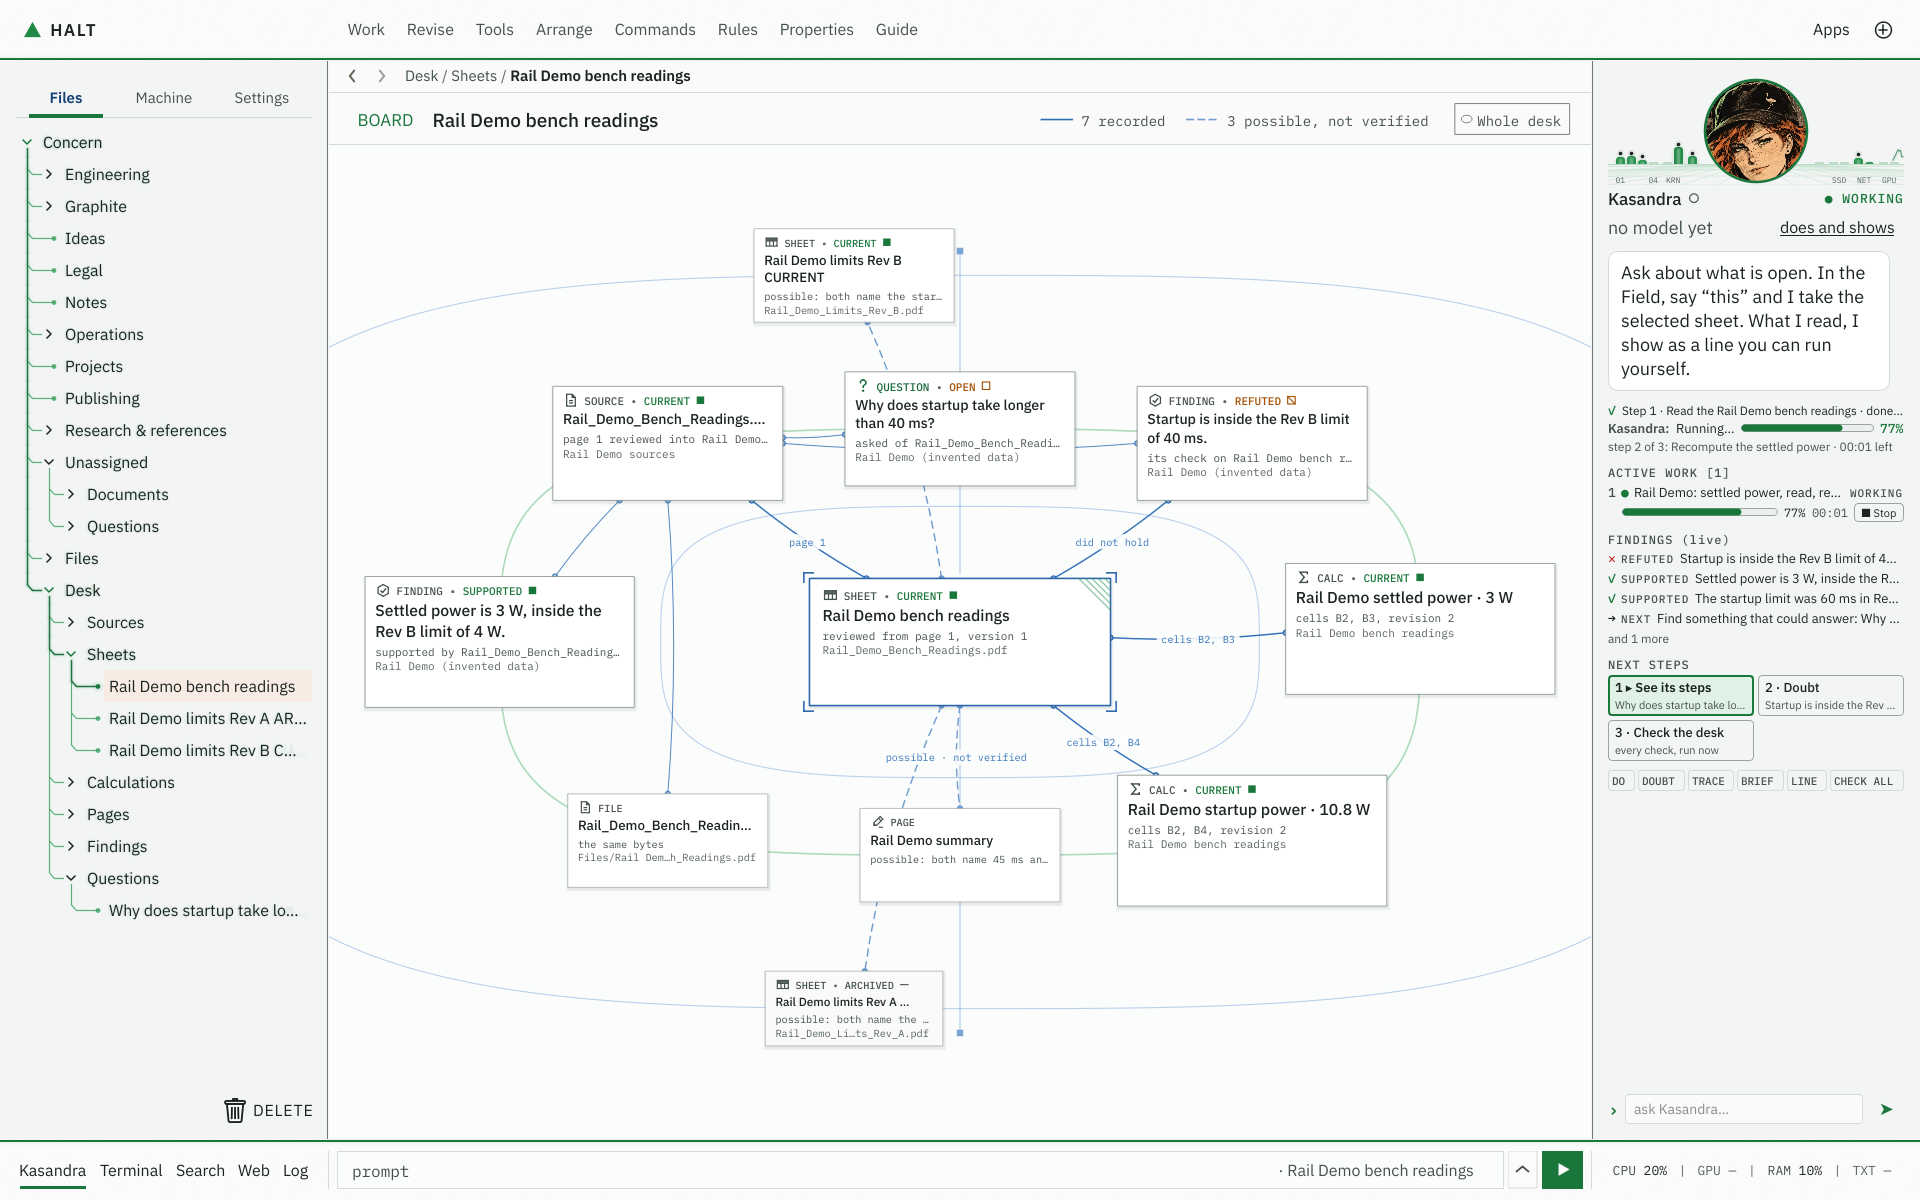 HALT
Work Revise Tools Arrange Commands Rules Properties Guide
Apps
Files Machine Settings
Concern
Engineering
Graphite
Ideas
Legal
Notes
Operations
Projects
Publishing
Research & references
Unassigned
Documents
Questions
Files
Desk
Sources
Sheets
Rail Demo bench readings
Rail Demo limits Rev A AR...
Rail Demo limits Rev B C...
Calculations
Pages
Findings
Questions
Why does startup take lo...
DELETE
Desk / Sheets / Rail Demo bench readings
BOARD Rail Demo bench readings
7 recorded
3 possible, not verified
Whole desk
SHEET • CURRENT
Rail Demo limits Rev B
CURRENT
possible: both name the star…
Rail_Demo_Limits_Rev_B.pdf
SOURCE • CURRENT
Rail_Demo_Bench_Readings....
page 1 reviewed into Rail Demo…
Rail Demo sources
? QUESTION • OPEN
Why does startup take longer
than 40 ms?
asked of Rail_Demo_Bench_Readi…
Rail Demo (invented data)
FINDING • REFUTED
Startup is inside the Rev B limit
of 40 ms.
its check on Rail Demo bench r…
Rail Demo (invented data)
page 1
did not hold
FINDING • SUPPORTED
Settled power is 3 W, inside the
Rev B limit of 4 W.
supported by Rail_Demo_Bench_Reading…
Rail Demo (invented data)
SHEET • CURRENT
Rail Demo bench readings
reviewed from page 1, version 1
Rail_Demo_Bench_Readings.pdf
cells B2, B3
Σ CALC • CURRENT
Rail Demo settled power · 3 W
cells B2, B3, revision 2
Rail Demo bench readings
possible · not verified
cells B2, B4
FILE
Rail_Demo_Bench_Readin...
the same bytes
Files/Rail Dem…h_Readings.pdf
PAGE
Rail Demo summary
possible: both name 45 ms an…
Σ CALC • CURRENT
Rail Demo startup power · 10.8 W
cells B2, B4, revision 2
Rail Demo bench readings
SHEET • ARCHIVED —
Rail Demo limits Rev A ...
possible: both name the …
Rail_Demo_Li…ts_Rev_A.pdf
01 04 KRN SSD NET GPU
Kasandra
WORKING
no model yet
does and shows
Ask about what is open. In the
Field, say “this” and I take the
selected sheet. What I read, I
show as a line you can run
yourself.
✓ Step 1 · Read the Rail Demo bench readings · done...
Kasandra: Running... 77%
step 2 of 3: Recompute the settled power · 00:01 left
ACTIVE WORK [1]
1 Rail Demo: settled power, read, re... WORKING
77% 00:01 Stop
FINDINGS (live)
× REFUTED Startup is inside the Rev B limit of 4...
✓ SUPPORTED Settled power is 3 W, inside the R...
✓ SUPPORTED The startup limit was 60 ms in Re...
→ NEXT Find something that could answer: Why ...
and 1 more
NEXT STEPS
1 ▸ See its steps
Why does startup take lo...
2 · Doubt
Startup is inside the Rev ...
3 · Check the desk
every check, run now
DO DOUBT TRACE BRIEF LINE CHECK ALL
› ask Kasandra...
Kasandra Terminal Search Web Log
prompt
· Rail Demo bench readings
CPU 20% | GPU — | RAM 10% | TXT —